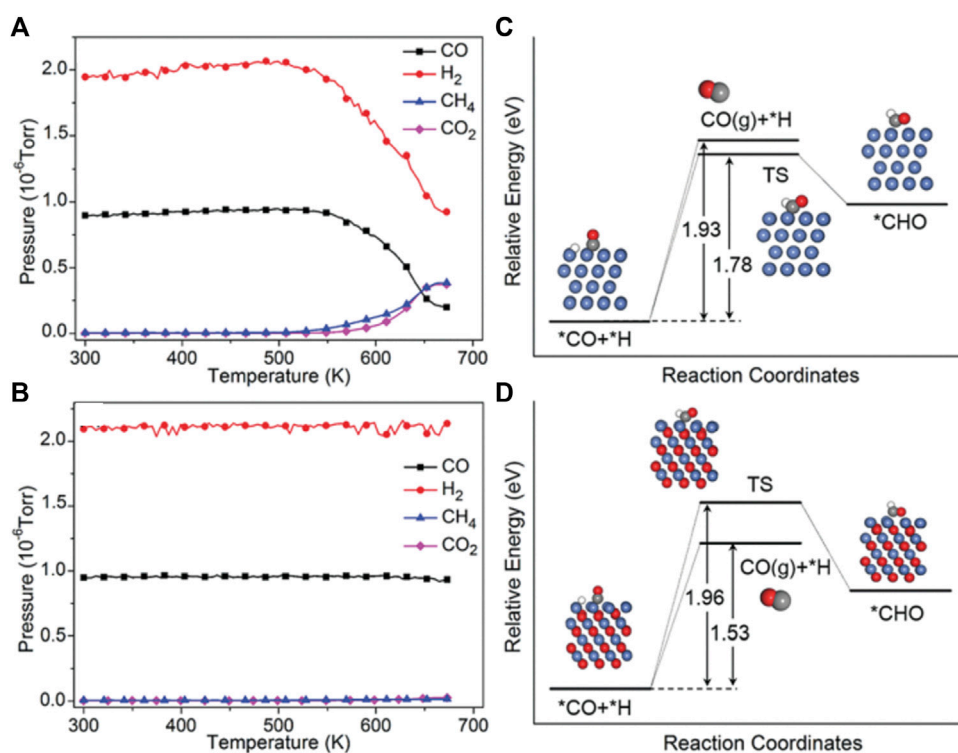 A
CO
H2
CH4
CO2
2.0
1.5
1.0
0.5
0.0
Pressure (10-6Torr)
300 400 500 600 700
Temperature (K)
B
CO
H2
CH4
CO2
2.0
1.5
1.0
0.5
0.0
Pressure (10-6Torr)
300 400 500 600 700
Temperature (K)
C
Relative Energy (eV)
CO(g)+*H
TS
*CHO
1.93
1.78
*CO+*H
Reaction Coordinates
D
Relative Energy (eV)
TS
CO(g)+*H
*CHO
1.96
1.53
*CO+*H
Reaction Coordinates